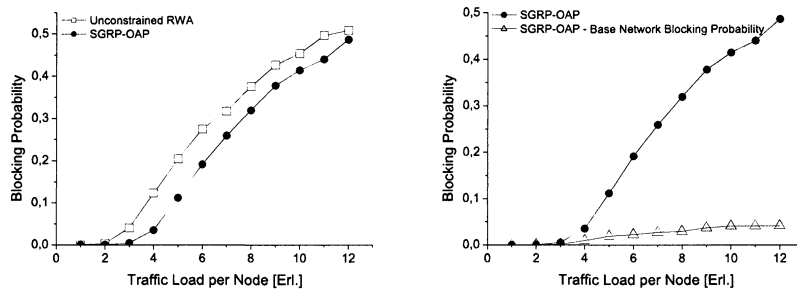 Unconstrained RWA
SGRP-OAP
0,5
0,4
0,3
0,2
0,1
0,0
Blocking Probability
0 2 4 6 8 10 12
Traffic Load per Node [Erl.]
SGRP-OAP
SGRP-OAP - Base Network Blocking Probability
0,5
0,4
0,3
0,2
0,1
0,0
Blocking Probability
0 2 4 6 8 10 12
Traffic Load per Node [Erl.]